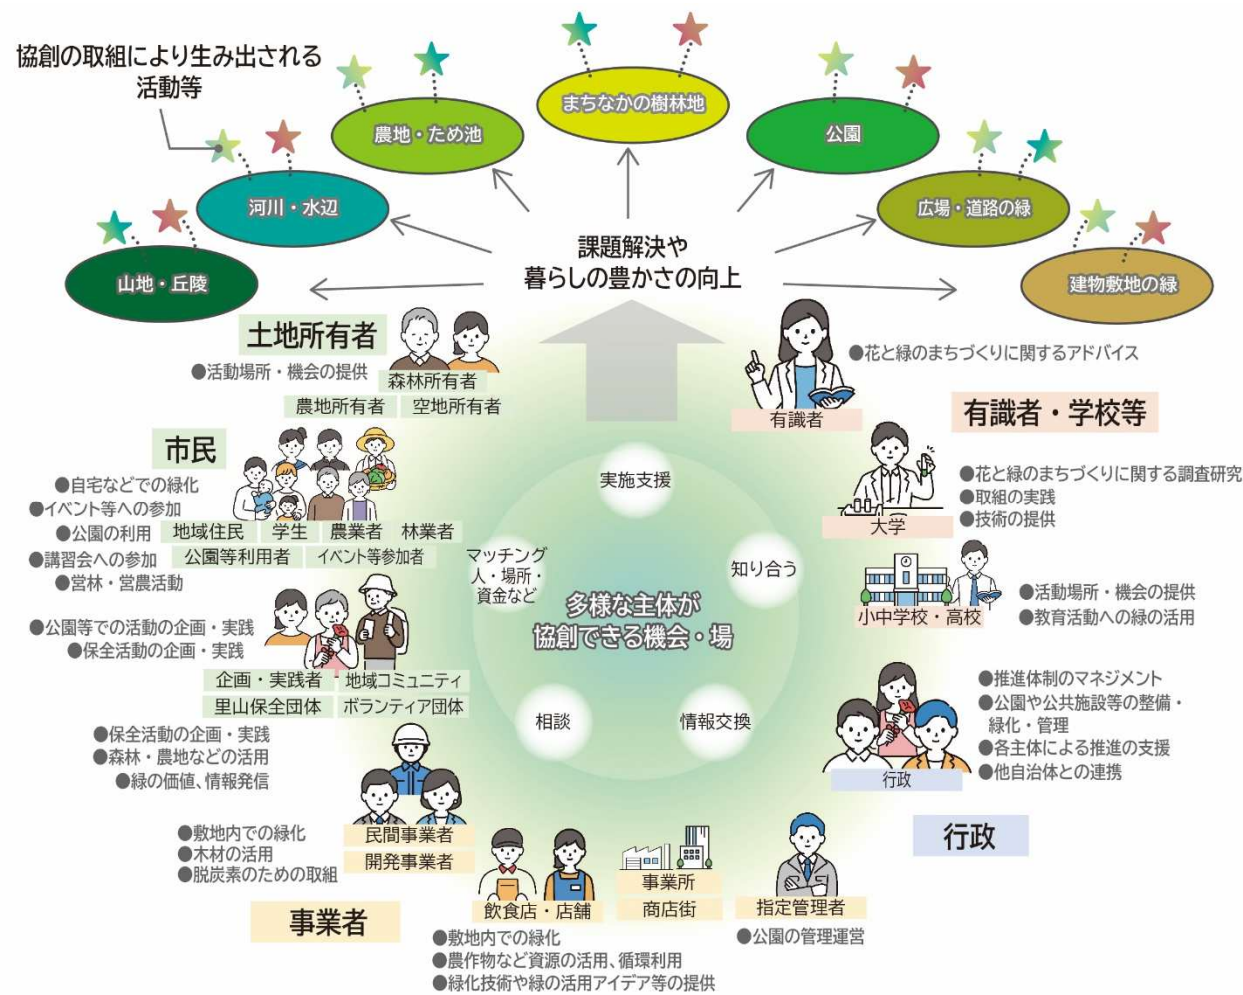 協創の取組により生み出される
活動等
まちなかの樹林地
農地・ため池
公園
河川・水辺
広場・道路の緑
山地・丘陵
建物敷地の緑
課題解決や
暮らしの豊かさの向上
土地所有者
●活動場所・機会の提供
森林所有者
農地所有者
空地所有者
市民
●自宅などでの緑化
●イベント等への参加
●公園の利用
●講習会への参加
●営林・営農活動
地域住民
学生
農業者
林業者
公園等利用者
イベント等参加者
●公園等での活動の企画・実践
●保全活動の企画・実践
企画・実践者
地域コミュニティ
里山保全団体
ボランティア団体
●保全活動の企画・実践
●森林・農地などの活用
●緑の価値、情報発信
●敷地内での緑化
●木材の活用
●脱炭素のための取組
民間事業者
開発事業者
事業者
飲食店・店舗
事業所
商店街
●敷地内での緑化
●農作物など資源の活用、循環利用
●緑化技術や緑の活用アイデア等の提供
指定管理者
●公園の管理運営
実施支援
マッチング
人・場所・
資金など
知り合う
多様な主体が
協創できる機会・場
相談
情報交換
●花と緑のまちづくりに関するアドバイス
有識者
有識者・学校等
●花と緑のまちづくりに関する調査研究
●取組の実践
●技術の提供
大学
小中学校・高校
●活動場所・機会の提供
●教育活動への緑の活用
●推進体制のマネジメント
●公園や公共施設等の整備・
緑化・管理
●各主体による推進の支援
●他自治体との連携
行政
行政